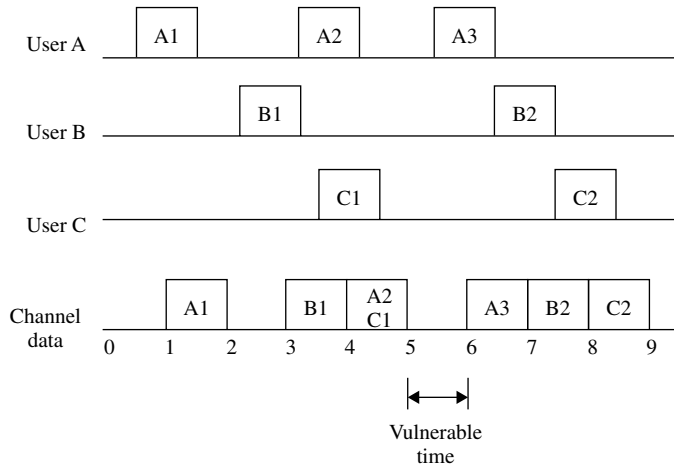 User A
A1 A2 A3
User B
B1 B2
User C
C1 C2
Channel
data
A1 B1 A2
C1 A3 B2 C2
0 1 2 3 4 5 6 7 8 9
Vulnerable
time